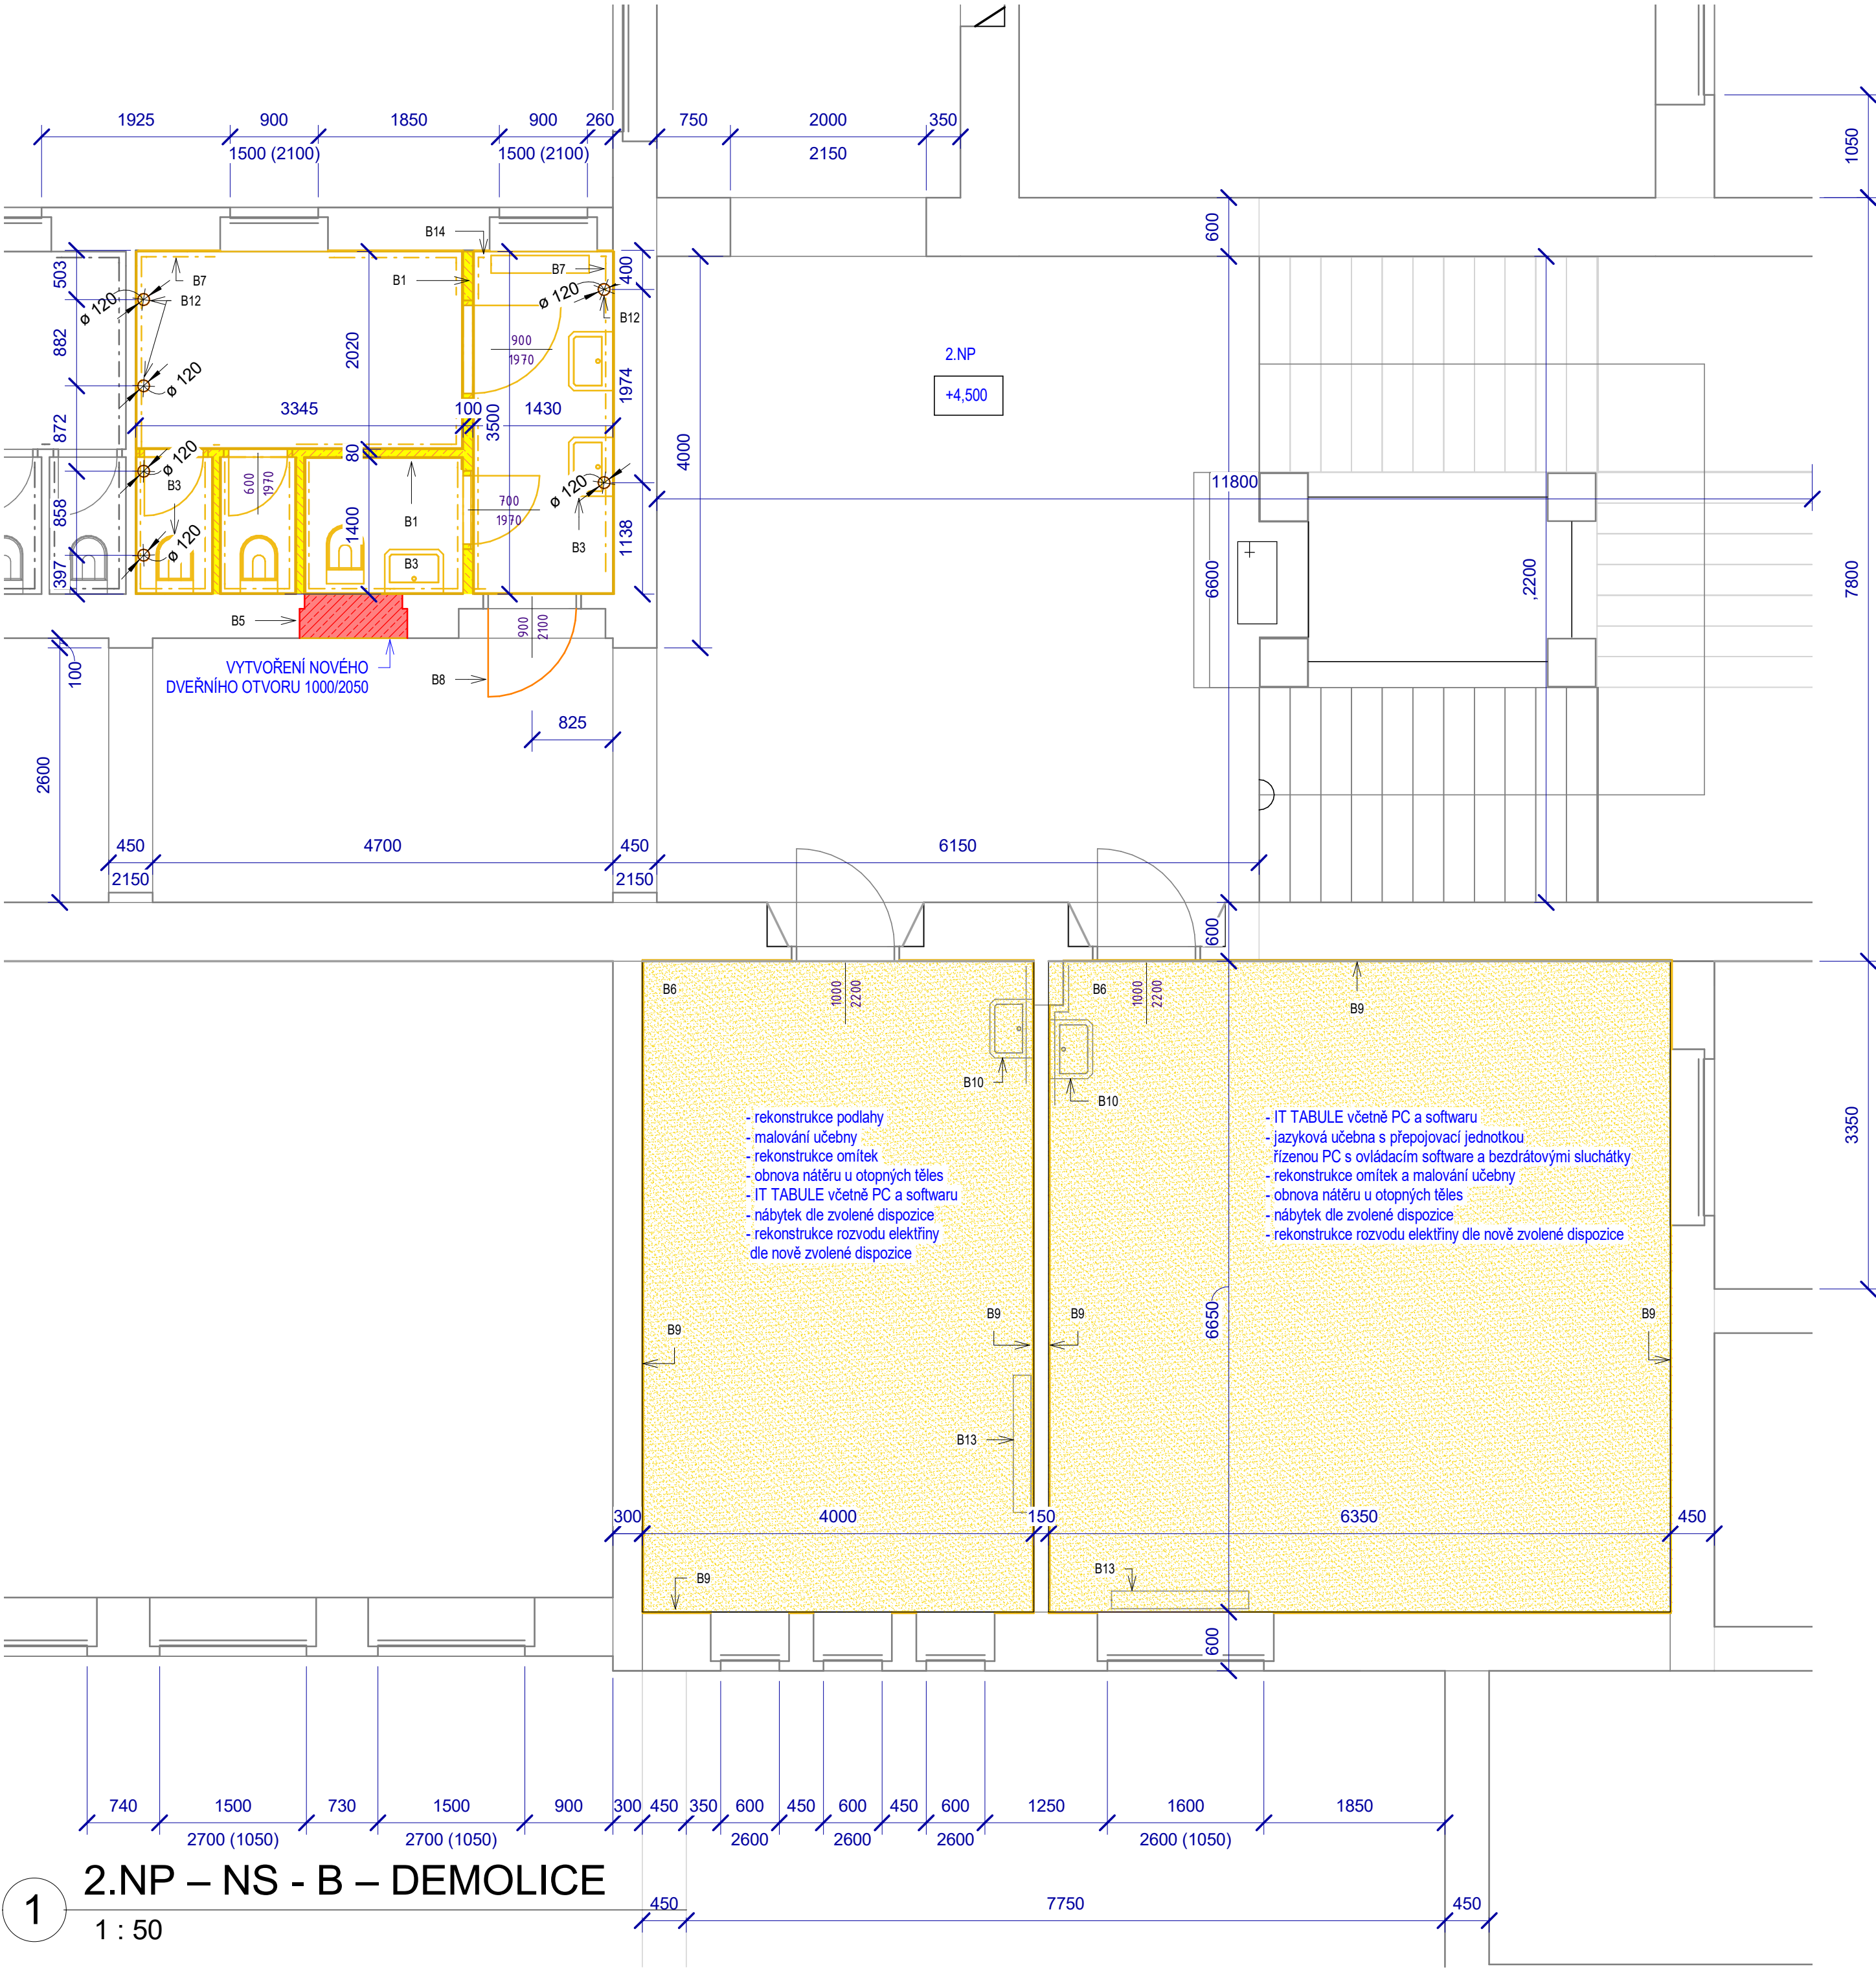 1925
900
1850
900
260
750
2000
350
1500 (2100)
1500 (2100)
2150
1050
600
B14
B7
B1
B7
503
400
B12
ø 120
ø 120
B12
882
900
1970
2020
2.NP
+4,500
ø 120
1974
3345
100
1430
3500
872
80
4000
ø 120
B3
600
1970
11800
ø 120
700
1970
858
1400
B1
1138
ø 120
B3
B3
397
6600
,2200
7800
B5
900
2100
VYTVOŘENÍ NOVÉHO
DVEŘNÍHO OTVORU 1000/2050
100
B8
825
2600
450
4700
450
6150
2150
2150
600
B6
1000
2200
B6
1000
2200
B9
B10
B10
- rekonstrukce podlahy
- malování učebny
- rekonstrukce omítek
- obnova nátěru u otopných těles
- IT TABULE včetně PC a softwaru
- nábytek dle zvolené dispozice
- rekonstrukce rozvodu elektřiny
dle nově zvolené dispozice
- IT TABULE včetně PC a softwaru
- jazyková učebna s přepojovací jednotkou
řízenou PC s ovládacím software a bezdrátovými sluchátky
- rekonstrukce omítek a malování učebny
- obnova nátěru u otopných těles
- nábytek dle zvolené dispozice
- rekonstrukce rozvodu elektřiny dle nově zvolené dispozice
3350
B9
B9
B9
B9
6650
B13
300
4000
150
6350
450
B13
B9
600
740
1500
730
1500
900
300
450
350
600
450
600
450
600
1250
1600
1850
2700 (1050)
2700 (1050)
2600
2600
2600
2600 (1050)
1
2.NP – NS - B – DEMOLICE
1 : 50
450
7750
450